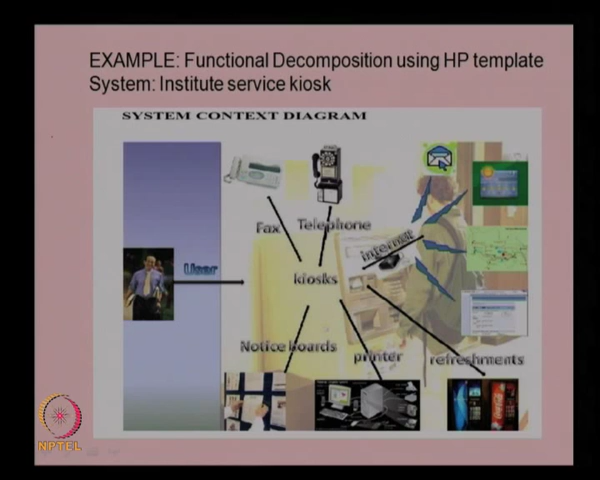 EXAMPLE: Functional Decomposition using HP template
System: Institute service kiosk
SYSTEM CONTEXT DIAGRAM
Fax
Telephone
internet
User
kiosks
Notice boards
printer
refreshments
NPTEL